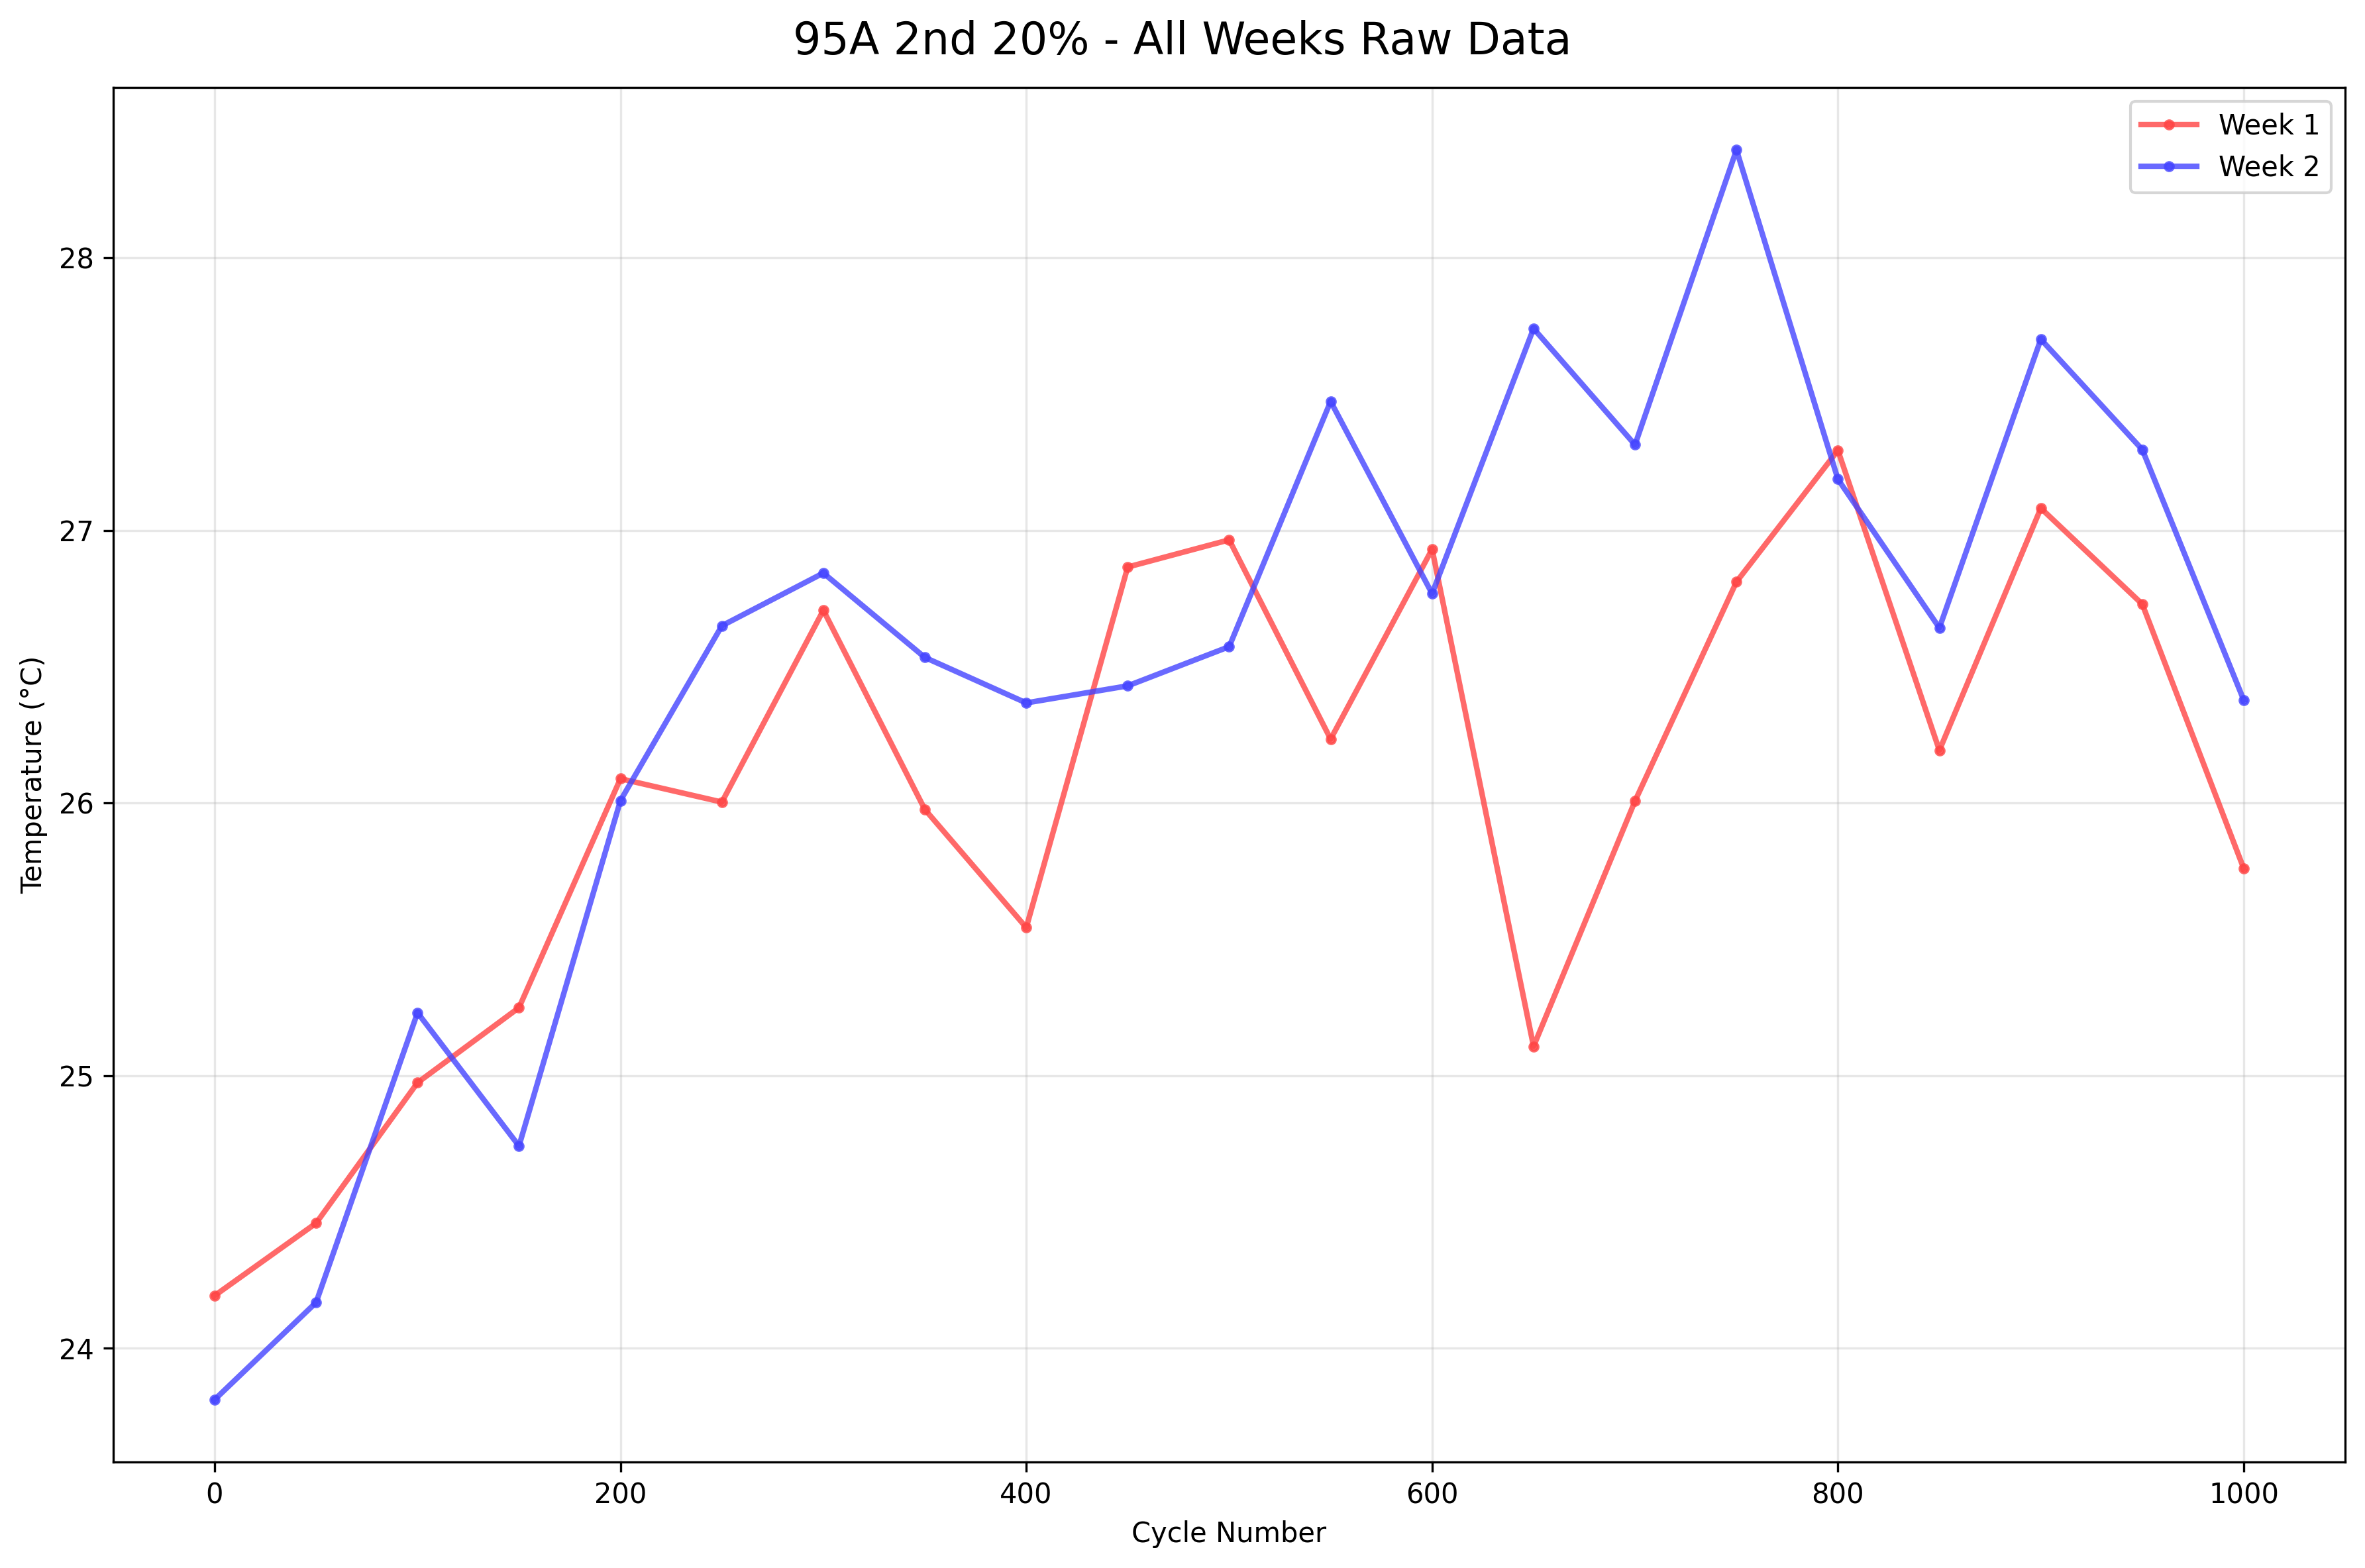 95A 2nd 20% - All Weeks Raw Data
Week 1
Week 2
28
27
26
25
24
Temperature (°C)
0 200 400 600 800 1000
Cycle Number